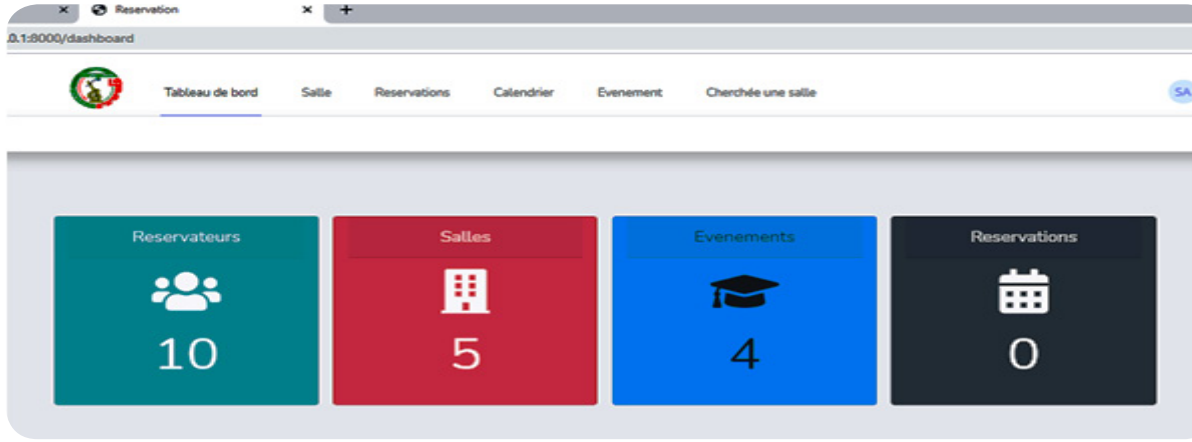 Reservation
.0.1:8000/dashboard
Tableau de bord Salle Reservations Calendrier Evenement Cherchée une salle SA
Reservateurs Salles Evenements Reservations
10 5 4 0